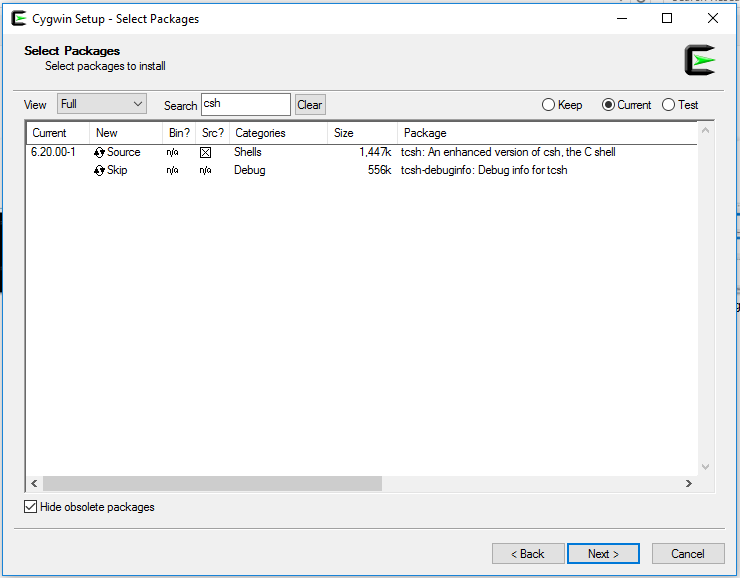 Cygwin Setup - Select Packages
Select Packages
Select packages to install
View Full Search csh Clear Keep Current Test
Current New Bin? Src? Categories Size Package
6.20.00-1 Source n/a Shells 1,447k tcsh: An enhanced version of csh, the C shell
Skip n/a n/a Debug 556k tcsh-debuginfo: Debug info for tcsh
Hide obsolete packages
< Back Next > Cancel